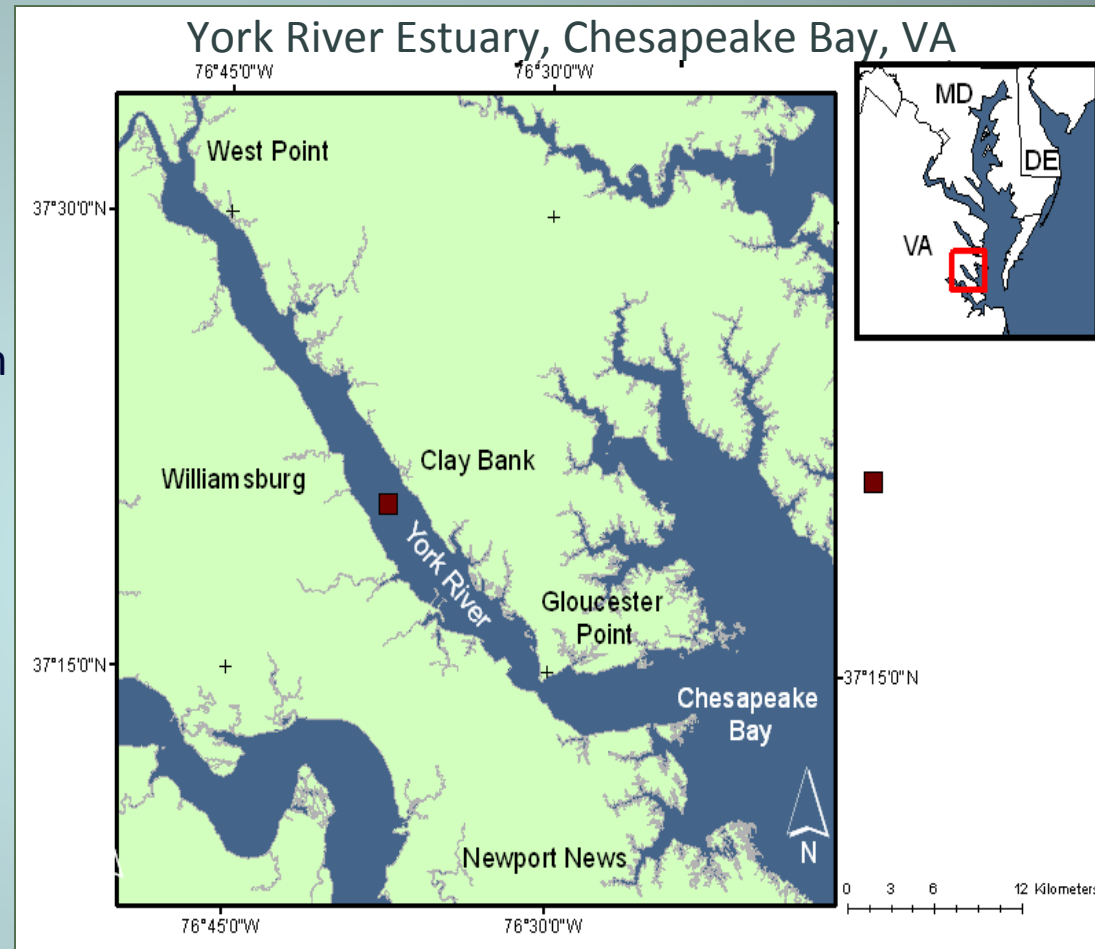 York River Estuary, Chesapeake Bay, VA
76°45'0"W
76°30'0"W
MD
DE
VA
West Point
37°30'0"N
Clay Bank
Williamsburg
York River
Gloucester
Point
37°15'0"N
37°15'0"N
Chesapeake
Bay
N
Newport News
0 3 6 12 Kilometers
76°45'0"W
76°30'0"W